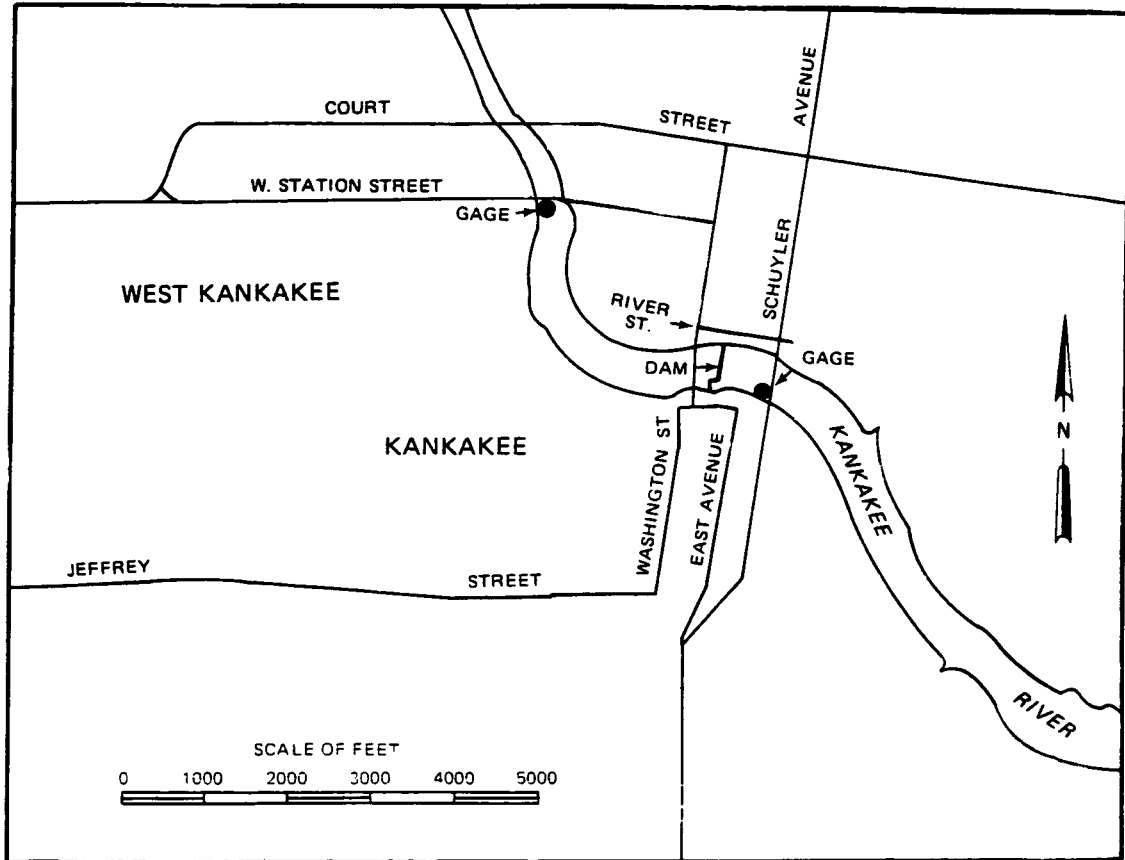 COURT
STREET
AVENUE
W. STATION STREET
GAGE
SCHUYLER
WEST KANKAKEE
RIVER
ST.
DAM
GAGE
KANKAKEE
WASHINGTON ST
EAST AVENUE
KANKAKEE
N
JEFFREY
STREET
RIVER
SCALE OF FEET
0 1000 2000 3000 4000 5000